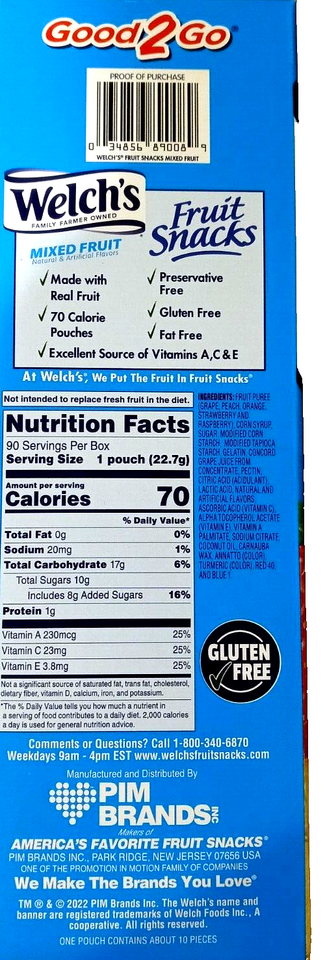 Good2Go®
PROOF OF PURCHASE
0 34856 89008 9
WELCH'S® FRUIT SNACKS MIXED FRUIT
Welch's
FAMILY FARMER OWNED
Fruit
Snacks
MIXED FRUIT
Natural & Artificial Flavors
✓ Made with
Real Fruit
✓ 70 Calorie
Pouches
✓ Preservative
Free
✓ Gluten Free
✓ Fat Free
✓ Excellent Source of Vitamins A,C & E
At Welch's®, We Put The Fruit In Fruit Snacks®
Not intended to replace fresh fruit in the diet.
Nutrition Facts
90 Servings Per Box
Serving Size 1 pouch (22.7g)
Amount per serving
Calories 70
% Daily Value*
Total Fat 0g 0%
Sodium 20mg 1%
Total Carbohydrate 17g 6%
Total Sugars 10g
Includes 8g Added Sugars 16%
Protein 1g
Vitamin A 230mcg 25%
Vitamin C 23mg 25%
Vitamin E 3.8mg 25%
Not a significant source of saturated fat, trans fat, cholesterol,
dietary fiber, vitamin D, calcium, iron, and potassium.
*The % Daily Value tells you how much a nutrient in
a serving of food contributes to a daily diet. 2,000 calories
a day is used for general nutrition advice.
INGREDIENTS: FRUIT PUREE
(GRAPE, PEACH, ORANGE,
STRAWBERRY AND
RASPBERRY), CORN SYRUP,
SUGAR, MODIFIED CORN
STARCH, MODIFIED TAPIOCA
STARCH, GELATIN, CONCORD
GRAPE JUICE FROM
CONCENTRATE, PECTIN,
CITRIC ACID (ACIDULANT),
LACTIC ACID, NATURAL AND
ARTIFICIAL FLAVORS,
ASCORBIC ACID (VITAMIN C),
ALPHA TOCOPHEROL ACETATE
(VITAMIN E), VITAMIN A
PALMITATE, SODIUM CITRATE,
COCONUT OIL, CARNAUBA
WAX, ANNATTO (COLOR),
TURMERIC (COLOR), RED 40,
AND BLUE 1.
GLUTEN
FREE
Comments or Questions? Call 1-800-340-6870
Weekdays 9am - 4pm EST www.welchsfruitsnacks.com
Manufactured and Distributed By
PIM
BRANDS INC
Makers of
AMERICA'S FAVORITE FRUIT SNACKS®
PIM BRANDS INC., PARK RIDGE, NEW JERSEY 07656 USA
ONE OF THE PROMOTION IN MOTION FAMILY OF COMPANIES
We Make The Brands You Love®
TM ® & © 2022 PIM Brands Inc. The Welch's name and
banner are registered trademarks of Welch Foods Inc., A
cooperative. All rights reserved.
ONE POUCH CONTAINS ABOUT 10 PIECES